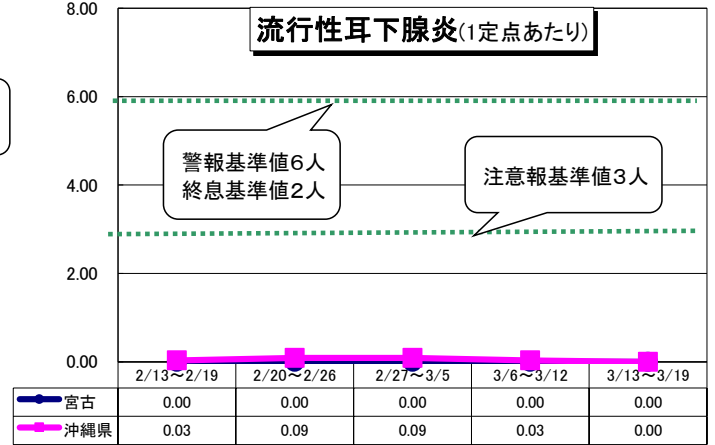 流行性耳下腺炎(1定点あたり)
8.00
6.00
警報基準値6人
終息基準値2人
注意報基準値3人
4.00
2.00
0.00
2/13～2/19 2/20～2/26 2/27～3/5 3/6～3/12 3/13～3/19
宮古 0.00 0.00 0.00 0.00 0.00
沖縄県 0.03 0.09 0.09 0.03 0.00